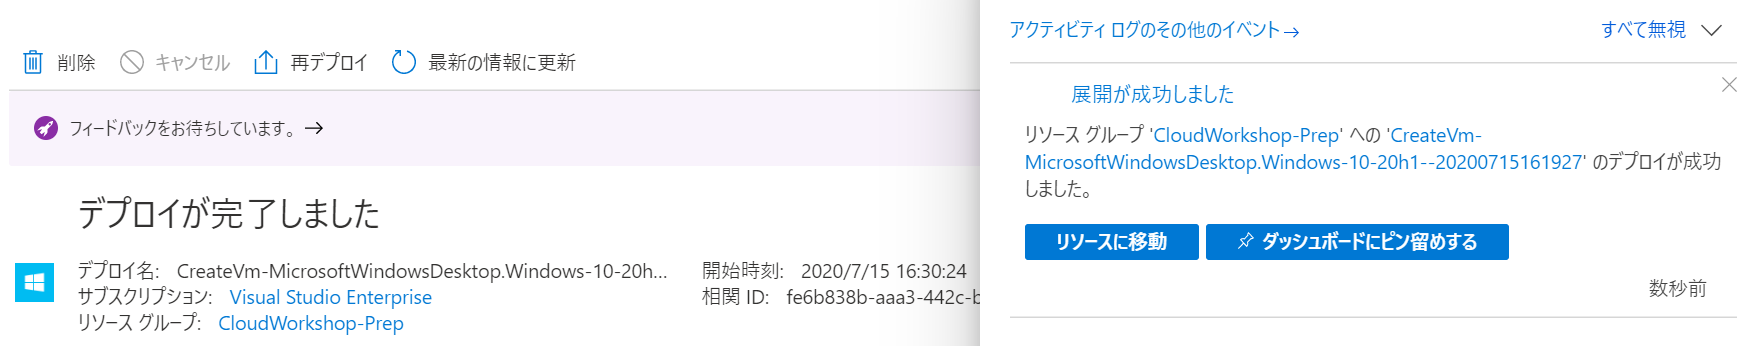 削除 キャンセル 再デプロイ 最新の情報に更新
フィードバックをお待ちしています。 →
デプロイが完了しました
デプロイ名: CreateVm-MicrosoftWindowsDesktop.Windows-10-20h...
サブスクリプション: Visual Studio Enterprise
リソース グループ: CloudWorkshop-Prep
開始時刻: 2020/7/15 16:30:24
相関 ID: fe6b838b-aaa3-442c-b
アクティビティ ログのその他のイベント→ すべて無視
展開が成功しました
リソース グループ 'CloudWorkshop-Prep' への 'CreateVm-
MicrosoftWindowsDesktop.Windows-10-20h1--20200715161927' のデプロイが成功
しました。
リソースに移動 ダッシュボードにピン留めする
数秒前